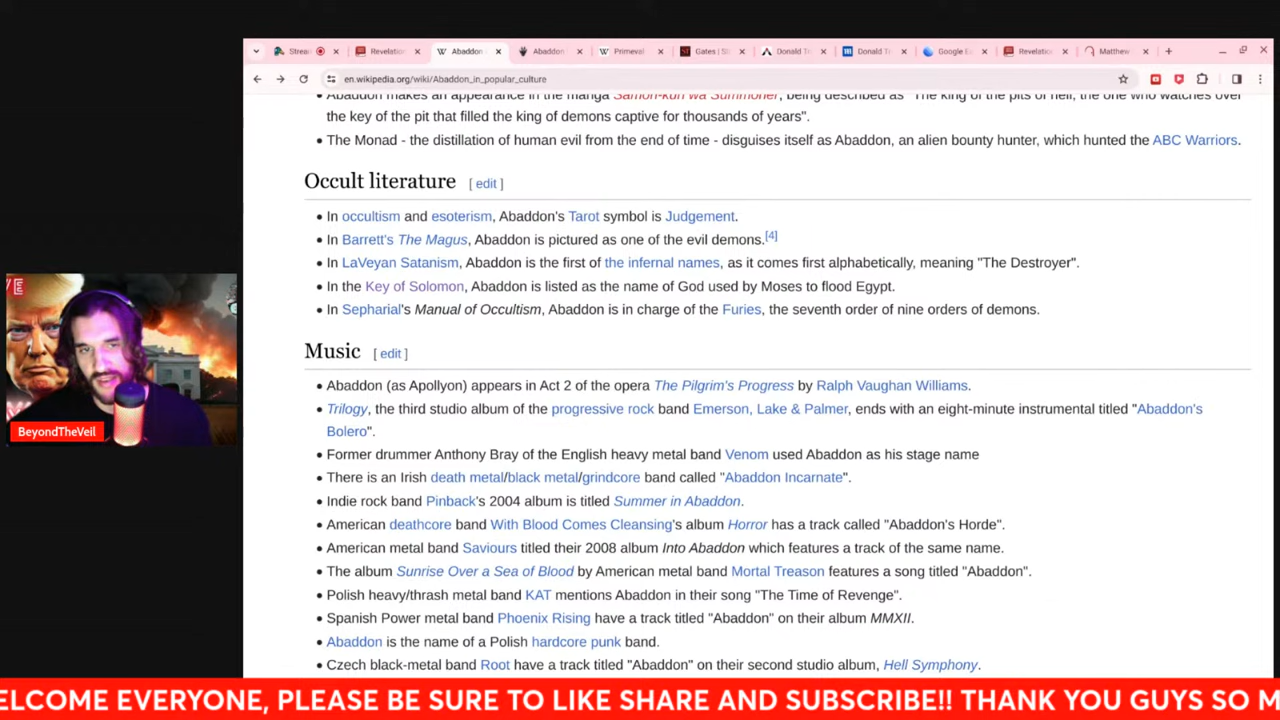 Stream
Revelation
Abaddon
Abaddon
Primeval
Gates | St
Donald Tr
Donald Tr
Google E
Revelatio
Matthew
en.wikipedia.org/wiki/Abaddon_in_popular_culture
Abaddon makes an appearance in the manga Samon-kun wa Summoner, being described as "The king of the pits of hell, the one who watches over
the key of the pit that filled the king of demons captive for thousands of years".
The Monad - the distillation of human evil from the end of time - disguises itself as Abaddon, an alien bounty hunter, which hunted the ABC Warriors.
Occult literature [ edit ]
In occultism and esoterism, Abaddon's Tarot symbol is Judgement.
In Barrett's The Magus, Abaddon is pictured as one of the evil demons.[4]
In LaVeyan Satanism, Abaddon is the first of the infernal names, as it comes first alphabetically, meaning "The Destroyer".
In the Key of Solomon, Abaddon is listed as the name of God used by Moses to flood Egypt.
In Sepharial's Manual of Occultism, Abaddon is in charge of the Furies, the seventh order of nine orders of demons.
Music [ edit ]
Abaddon (as Apollyon) appears in Act 2 of the opera The Pilgrim's Progress by Ralph Vaughan Williams.
Trilogy, the third studio album of the progressive rock band Emerson, Lake & Palmer, ends with an eight-minute instrumental titled "Abaddon's
Bolero".
Former drummer Anthony Bray of the English heavy metal band Venom used Abaddon as his stage name
There is an Irish death metal/black metal/grindcore band called "Abaddon Incarnate".
Indie rock band Pinback's 2004 album is titled Summer in Abaddon.
American deathcore band With Blood Comes Cleansing's album Horror has a track called "Abaddon's Horde".
American metal band Saviours titled their 2008 album Into Abaddon which features a track of the same name.
The album Sunrise Over a Sea of Blood by American metal band Mortal Treason features a song titled "Abaddon".
Polish heavy/thrash metal band KAT mentions Abaddon in their song "The Time of Revenge".
Spanish Power metal band Phoenix Rising have a track titled "Abaddon" on their album MMXII.
Abaddon is the name of a Polish hardcore punk band.
Czech black-metal band Root have a track titled "Abaddon" on their second studio album, Hell Symphony.
BeyondTheVeil
ELCOME EVERYONE, PLEASE BE SURE TO LIKE SHARE AND SUBSCRIBE!! THANK YOU GUYS SO M